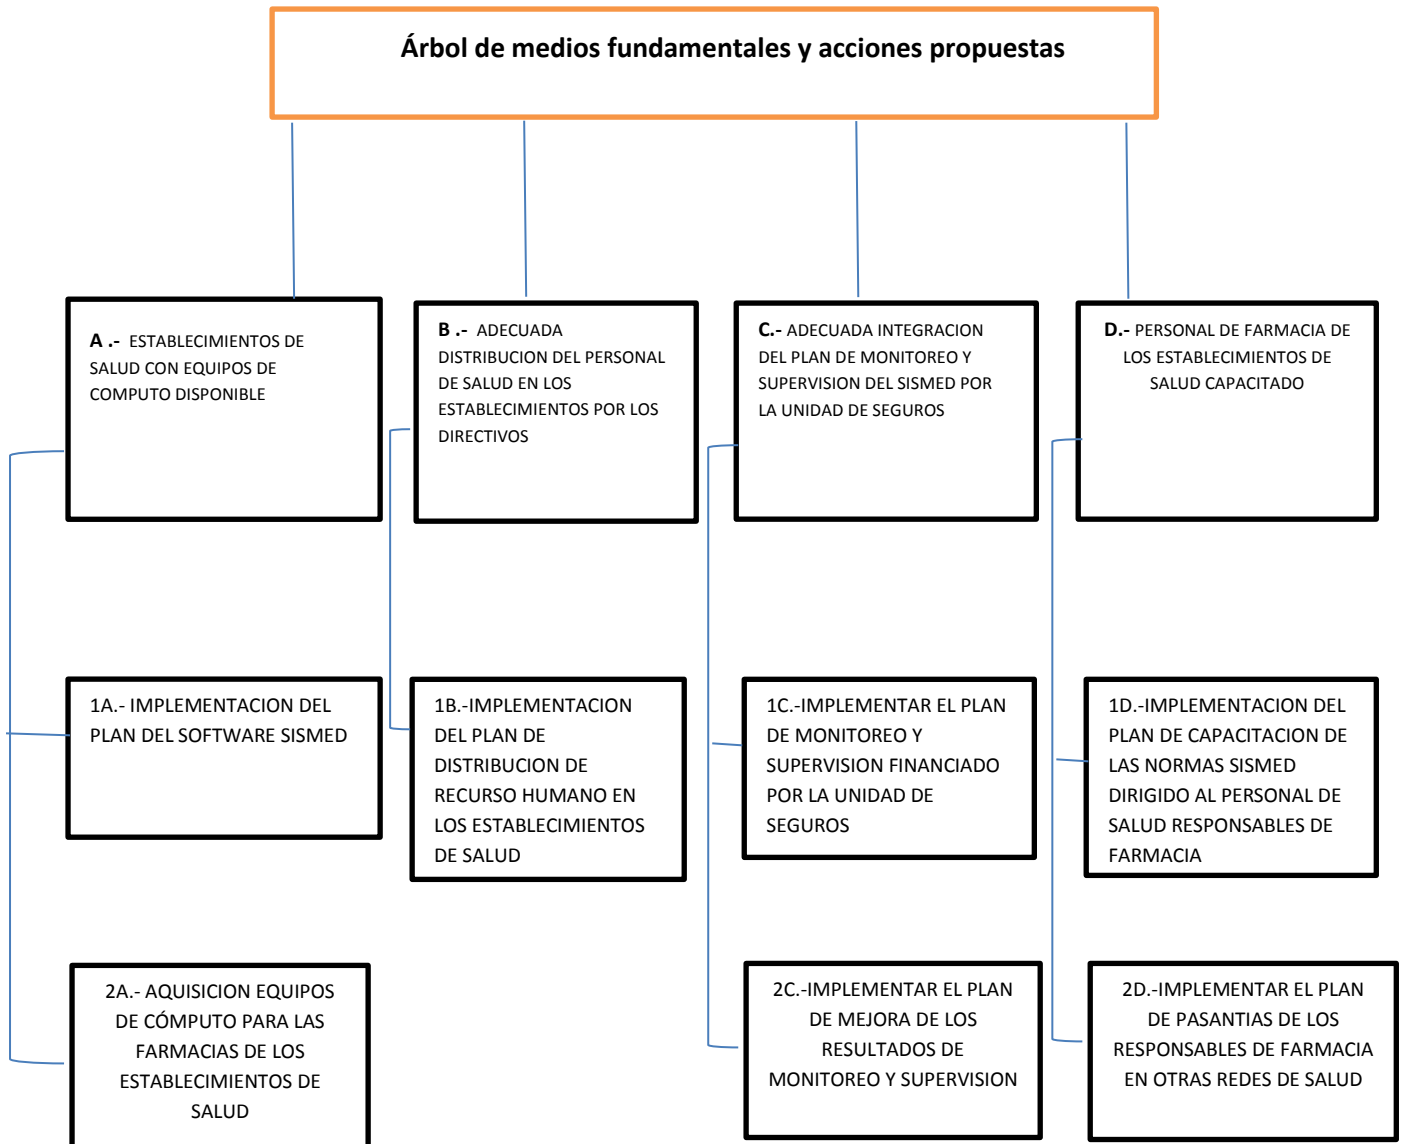 Árbol de medios fundamentales y acciones propuestas
A .- ESTABLECIMIENTOS DE
SALUD CON EQUIPOS DE
COMPUTO DISPONIBLE
B .- ADECUADA
DISTRIBUCION DEL PERSONAL
DE SALUD EN LOS
ESTABLECIMIENTOS POR LOS
DIRECTIVOS
C.- ADECUADA INTEGRACION
DEL PLAN DE MONITOREO Y
SUPERVISION DEL SISMED POR
LA UNIDAD DE SEGUROS
D.- PERSONAL DE FARMACIA DE
LOS ESTABLECIMIENTOS DE
SALUD CAPACITADO
1A.- IMPLEMENTACION DEL
PLAN DEL SOFTWARE SISMED
1B.-IMPLEMENTACION
DEL PLAN DE
DISTRIBUCION DE
RECURSO HUMANO EN
LOS ESTABLECIMIENTOS
DE SALUD
1C.-IMPLEMENTAR EL PLAN
DE MONITOREO Y
SUPERVISION FINANCIADO
POR LA UNIDAD DE
SEGUROS
1D.-IMPLEMENTACION DEL
PLAN DE CAPACITACION DE
LAS NORMAS SISMED
DIRIGIDO AL PERSONAL DE
SALUD RESPONSABLES DE
FARMACIA
2A.- AQUISICION EQUIPOS
DE CÓMPUTO PARA LAS
FARMACIAS DE LOS
ESTABLECIMIENTOS DE
SALUD
2C.-IMPLEMENTAR EL PLAN
DE MEJORA DE LOS
RESULTADOS DE
MONITOREO Y SUPERVISION
2D.-IMPLEMENTAR EL PLAN
DE PASANTIAS DE LOS
RESPONSABLES DE FARMACIA
EN OTRAS REDES DE SALUD